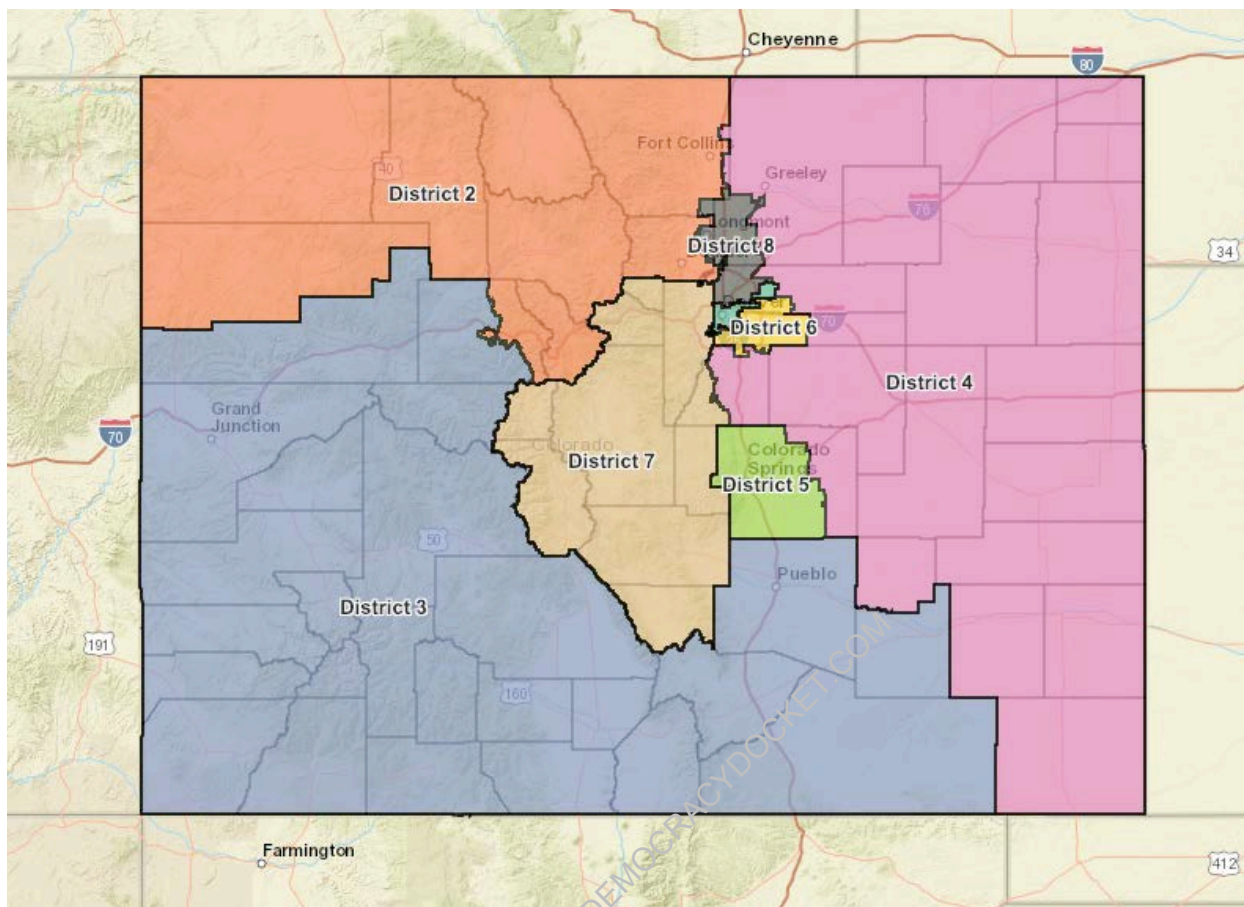 Cheyenne
80
Fort Collins
40
District 2
Greeley
76
Longmont
District 8
34
District 6
70
District 4
Grand
Junction
70
Colorado
District 7
Colorado
Springs
District 5
50
Pueblo
District 3
191
160
Farmington
412
DEMOCRACYDOCKET.COM